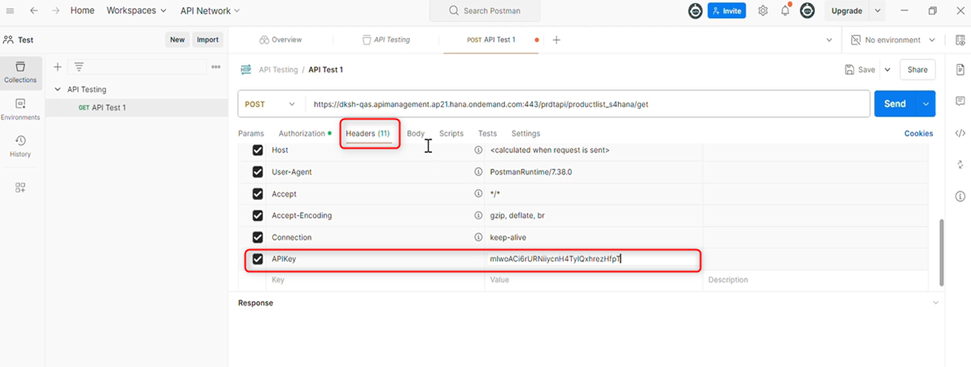 Home Workspaces API Network Search Postman Invite Upgrade
Test New Import Overview API Testing POST API Test 1 No environment
Collections
API Testing
API Testing / API Test 1 Save Share
GET API Test 1
POST https://dksh-qas.apimanagement.ap21.hana.ondemand.com:443/prdtapi/productlist_s4hana/get Send
Environments
Params Authorization Headers (11) Body Scripts Tests Settings Cookies
History
Host <calculated when request is sent>
User-Agent PostmanRuntime/7.38.0
Accept */*
Accept-Encoding gzip, deflate, br
Connection keep-alive
APIKey
Key Value Description
Response